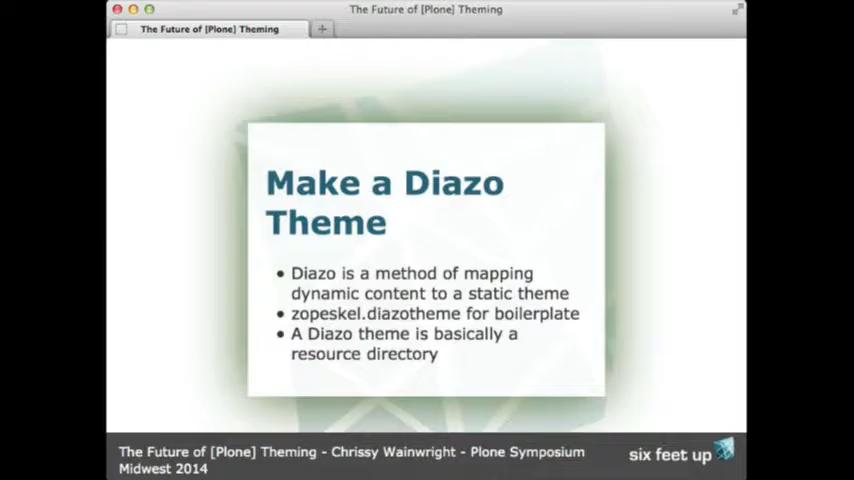 The Future of [Plone] Theming
The Future of [Plone] Theming
Make a Diazo
Theme
• Diazo is a method of mapping
dynamic content to a static theme
• zopeskel.diazotheme for boilerplate
• A Diazo theme is basically a
resource directory
The Future of [Plone] Theming - Chrissy Wainwright - Plone Symposium
Midwest 2014
six feet up